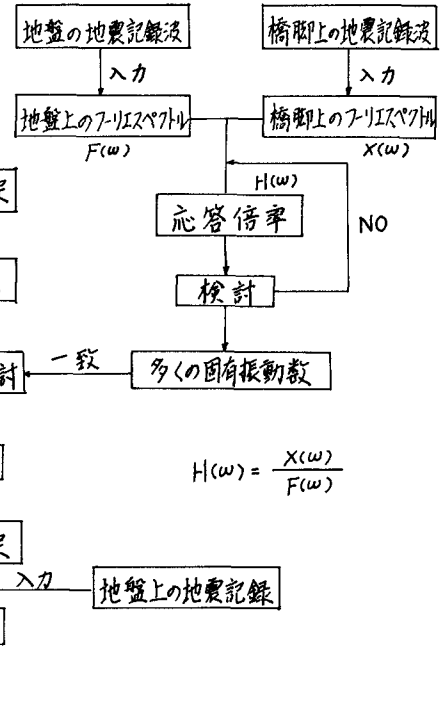 地盤の地震記録波
橋脚上の地震記録波
入力
入力
地盤上のフーリエスペクトル
橋脚上のフーリエスペクトル
F(ω)
X(ω)
H(ω)
応答倍率
NO
検討
一致
多くの固有振動数
討
H(ω) = X(ω) / F(ω)
入力
地盤上の地震記録